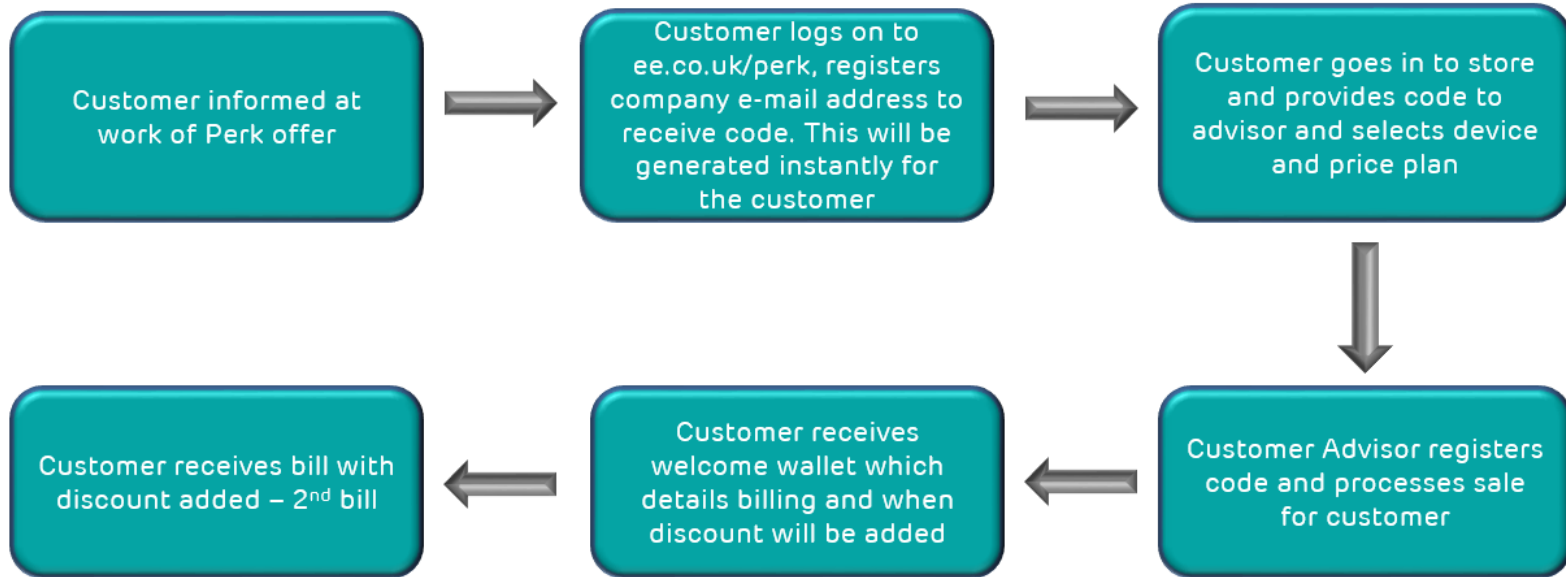 Customer informed at
work of Perk offer
Customer logs on to
ee.co.uk/perk, registers
company e-mail address to
receive code. This will be
generated instantly for
the customer
Customer goes in to store
and provides code to
advisor and selects device
and price plan
Customer Advisor registers
code and processes sale
for customer
Customer receives
welcome wallet which
details billing and when
discount will be added
Customer receives bill with
discount added – 2nd bill